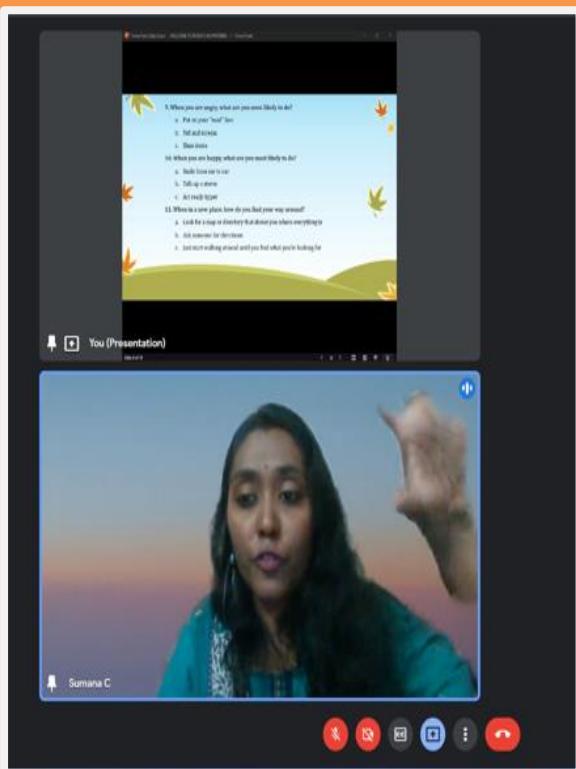 9. When you are angry, what are you most likely to do?
a. Put on your "mad" face
b. Yell and scream
c. Slam doors
10. When you are happy, what are you most likely to do?
a. Smile from ear to ear
b. Talk up a storm
c. Act really hyper
11. When in a new place, how do you find your way around?
a. Look for a map or directory that shows you where everything is
b. Ask someone for directions
c. Just start walking around until you find what you're looking for
You (Presentation)
Sumana C